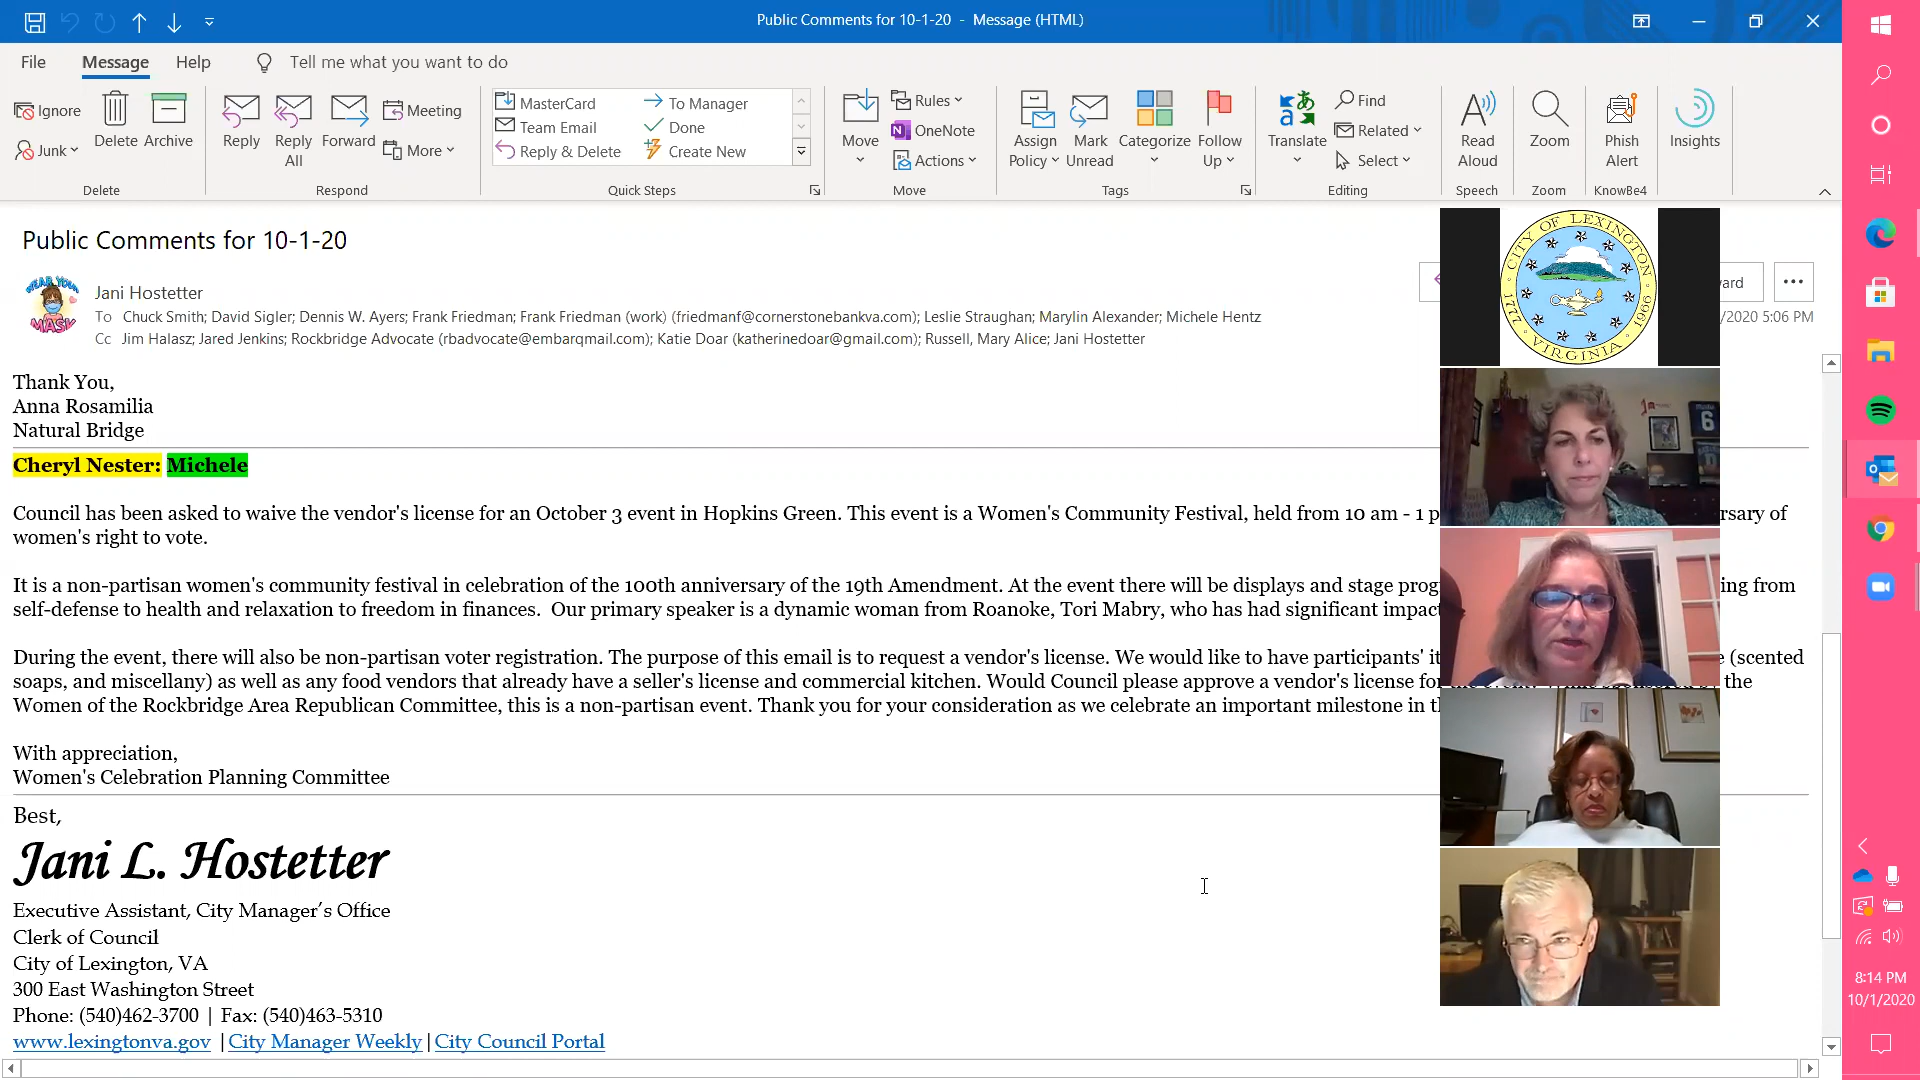 Public Comments for 10-1-20 - Message (HTML)
File Message Help Tell me what you want to do
Ignore
Junk
Delete
Archive
Delete
Reply
Reply All
Forward
Meeting
More
Respond
MasterCard
Team Email
Reply & Delete
To Manager
Done
Create New
Quick Steps
Move
Rules
OneNote
Actions
Move
Assign Policy
Mark Unread
Categorize
Follow Up
Tags
Translate
Find
Related
Select
Editing
Read Aloud
Speech
Zoom
Zoom
Phish Alert
KnowBe4
Insights
Public Comments for 10-1-20
WEAR YOUR MASK
Jani Hostetter
To Chuck Smith; David Sigler; Dennis W. Ayers; Frank Friedman; Frank Friedman (work) (friedmanf@cornerstonebankva.com); Leslie Straughan; Marylin Alexander; Michele Hentz
Cc Jim Halasz; Jared Jenkins; Rockbridge Advocate (rbadvocate@embarqmail.com); Katie Doar (katherinedoar@gmail.com); Russell, Mary Alice; Jani Hostetter
ward
/2020 5:06 PM
CITY OF LEXINGTON
1777 VIRGINIA 1966
Thank You,
Anna Rosamilia
Natural Bridge
Cheryl Nester: Michele
Council has been asked to waive the vendor's license for an October 3 event in Hopkins Green. This event is a Women's Community Festival, held from 10 am - 1 p rsary of
women's right to vote.
It is a non-partisan women's community festival in celebration of the 100th anniversary of the 19th Amendment. At the event there will be displays and stage prog ing from
self-defense to health and relaxation to freedom in finances. Our primary speaker is a dynamic woman from Roanoke, Tori Mabry, who has had significant impact
During the event, there will also be non-partisan voter registration. The purpose of this email is to request a vendor's license. We would like to have participants' it e (scented
soaps, and miscellany) as well as any food vendors that already have a seller's license and commercial kitchen. Would Council please approve a vendor's license for the
Women of the Rockbridge Area Republican Committee, this is a non-partisan event. Thank you for your consideration as we celebrate an important milestone in th
With appreciation,
Women's Celebration Planning Committee
Best,
Jani L. Hostetter
Executive Assistant, City Manager's Office
Clerk of Council
City of Lexington, VA
300 East Washington Street
Phone: (540)462-3700 | Fax: (540)463-5310
www.lexingtonva.gov | City Manager Weekly | City Council Portal
8:14 PM
10/1/2020